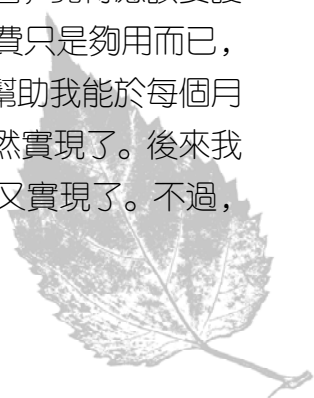 費只是夠用而已，
幫助我能於每個月
然實現了。後來我
又實現了。不過，